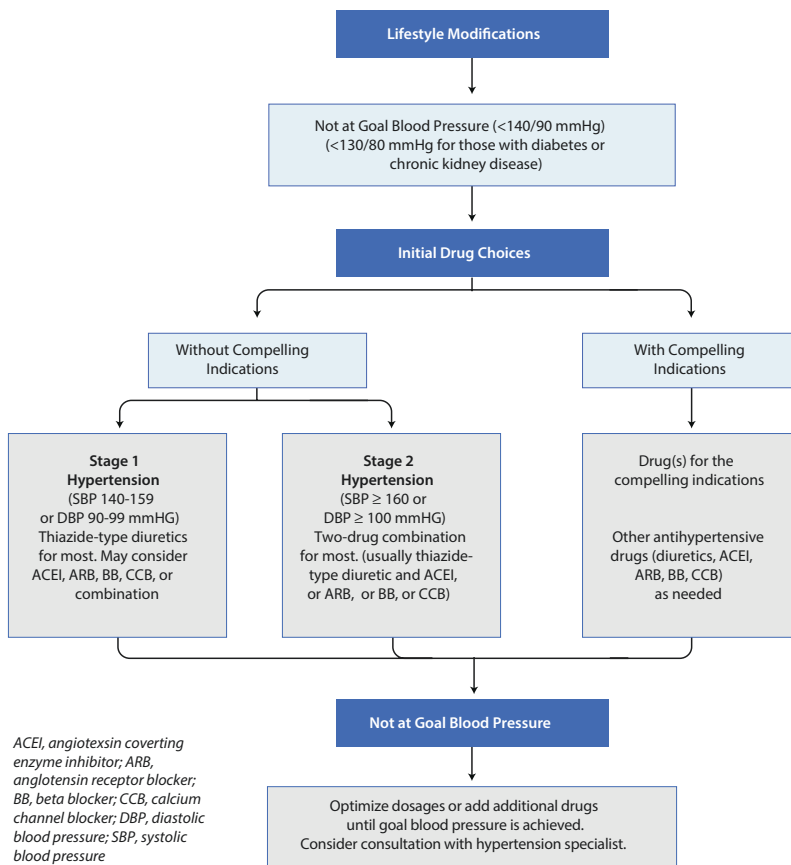 Lifestyle Modifications
Not at Goal Blood Pressure (<140/90 mmHg)
(<130/80 mmHg for those with diabetes or
chronic kidney disease)
Initial Drug Choices
Without Compelling
Indications
With Compelling
Indications
Stage 1
Hypertension
(SBP 140-159
or DBP 90-99 mmHG)
Thiazide-type diuretics
for most. May consider
ACEI, ARB, BB, CCB, or
combination
Stage 2
Hypertension
(SBP ≥ 160 or
DBP ≥ 100 mmHG)
Two-drug combination
for most. (usually thiazide-
type diuretic and ACEI,
or ARB, or BB, or CCB)
Drug(s) for the
compelling indications
Other antihypertensive
drugs (diuretics, ACEI,
ARB, BB, CCB)
as needed
Not at Goal Blood Pressure
Optimize dosages or add additional drugs
until goal blood pressure is achieved.
Consider consultation with hypertension specialist.
ACEI, angiotexsin coverting
enzyme inhibitor; ARB,
anglotensin receptor blocker;
BB, beta blocker; CCB, calcium
channel blocker; DBP, diastolic
blood pressure; SBP, systolic
blood pressure